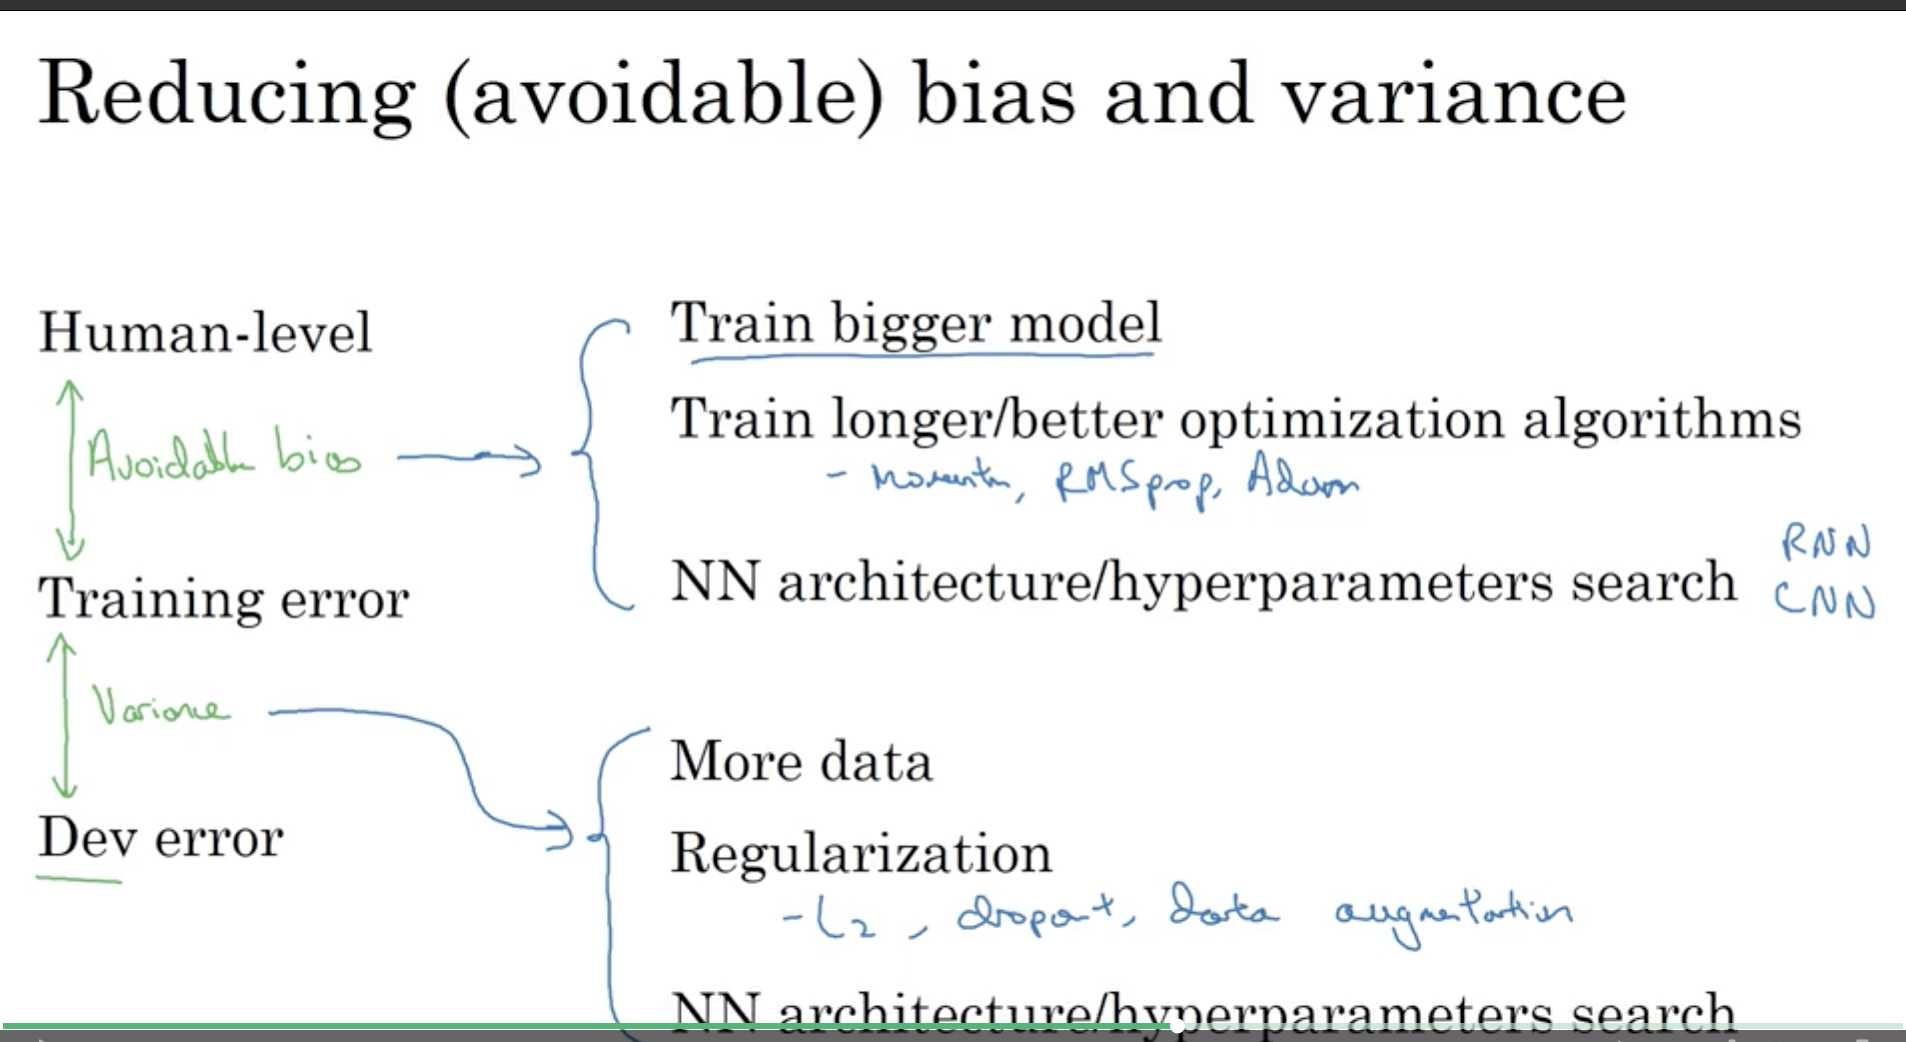 Reducing (avoidable) bias and variance
Human-level
Avoidable bias
Training error
Variance
Dev error
Train bigger model
Train longer/better optimization algorithms
- Momentum, RMSprop, Adam
NN architecture/hyperparameters search
RNN
CNN
More data
Regularization
- L2, dropout, data augmentation
NN architecture/hyperparameters search